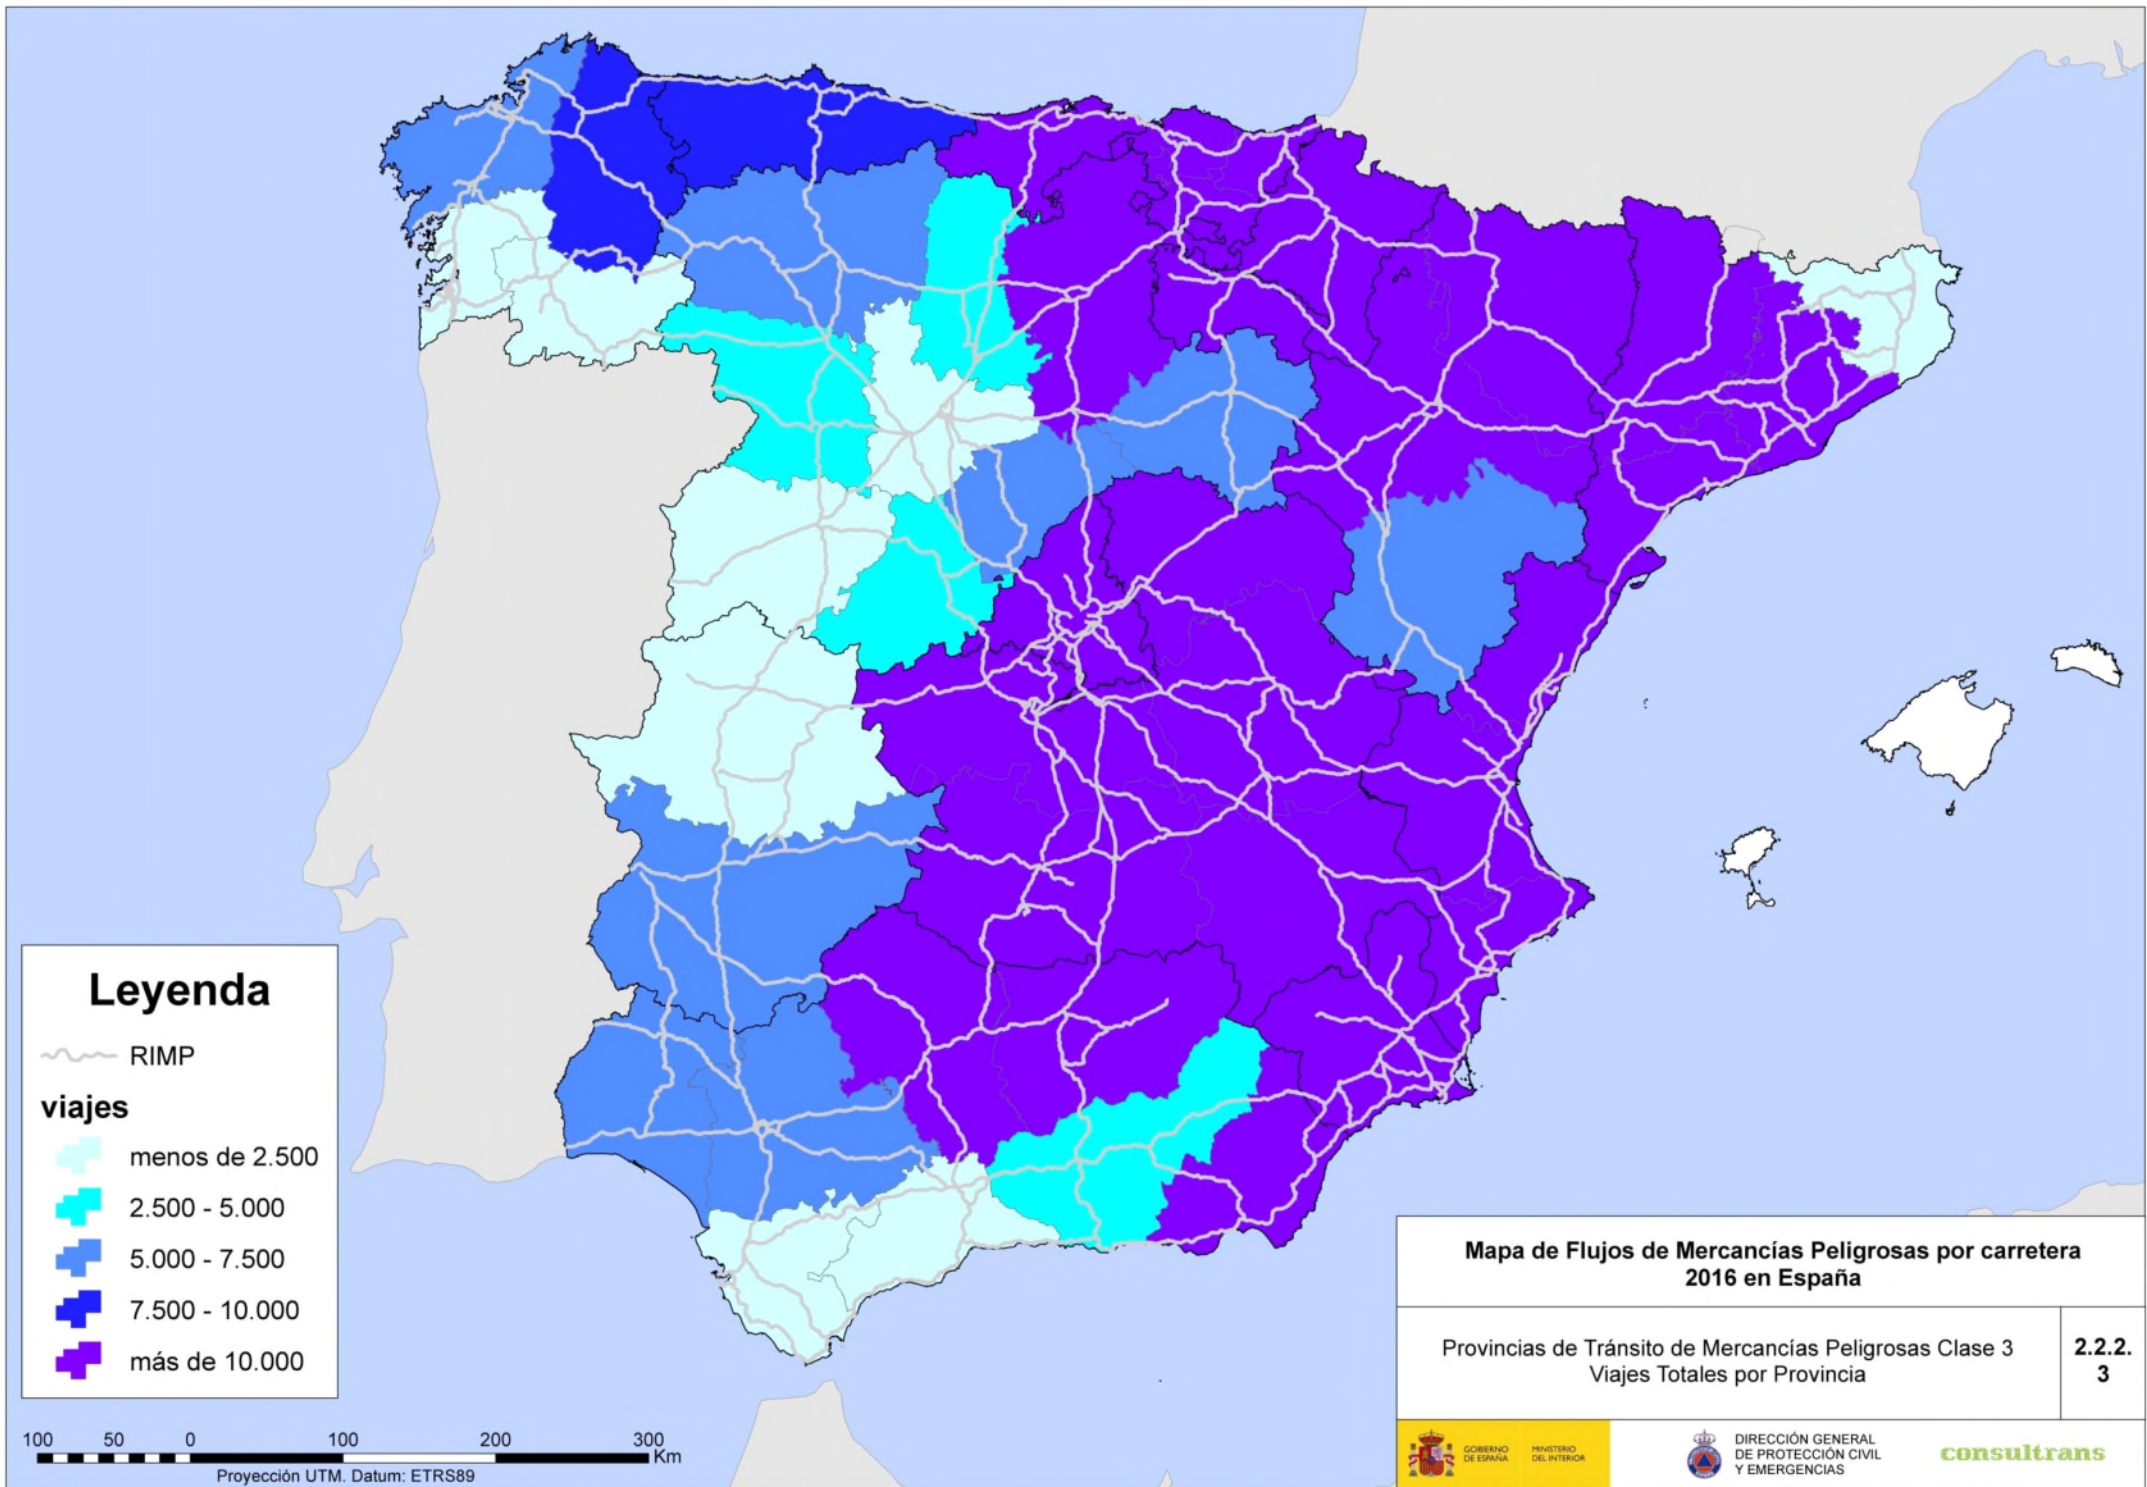 Leyenda
RIMP
viajes
menos de 2.500
2.500 - 5.000
5.000 - 7.500
7.500 - 10.000
más de 10.000
100 50 0 100 200 300
Km
Proyección UTM. Datum: ETRS89
Mapa de Flujos de Mercancías Peligrosas por carretera
2016 en España
Provincias de Tránsito de Mercancías Peligrosas Clase 3
Viajes Totales por Provincia
2.2.2.
3
GOBIERNO
DE ESPAÑA
MINISTERIO
DEL INTERIOR
DIRECCIÓN GENERAL
DE PROTECCIÓN CIVIL
Y EMERGENCIAS
consultrans